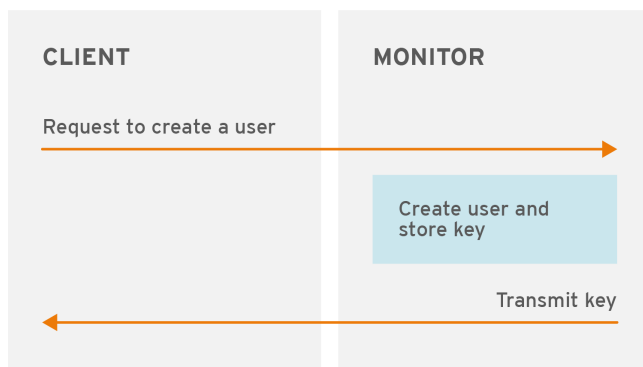 CLIENT
MONITOR
Request to create a user
Create user and
store key
Transmit key